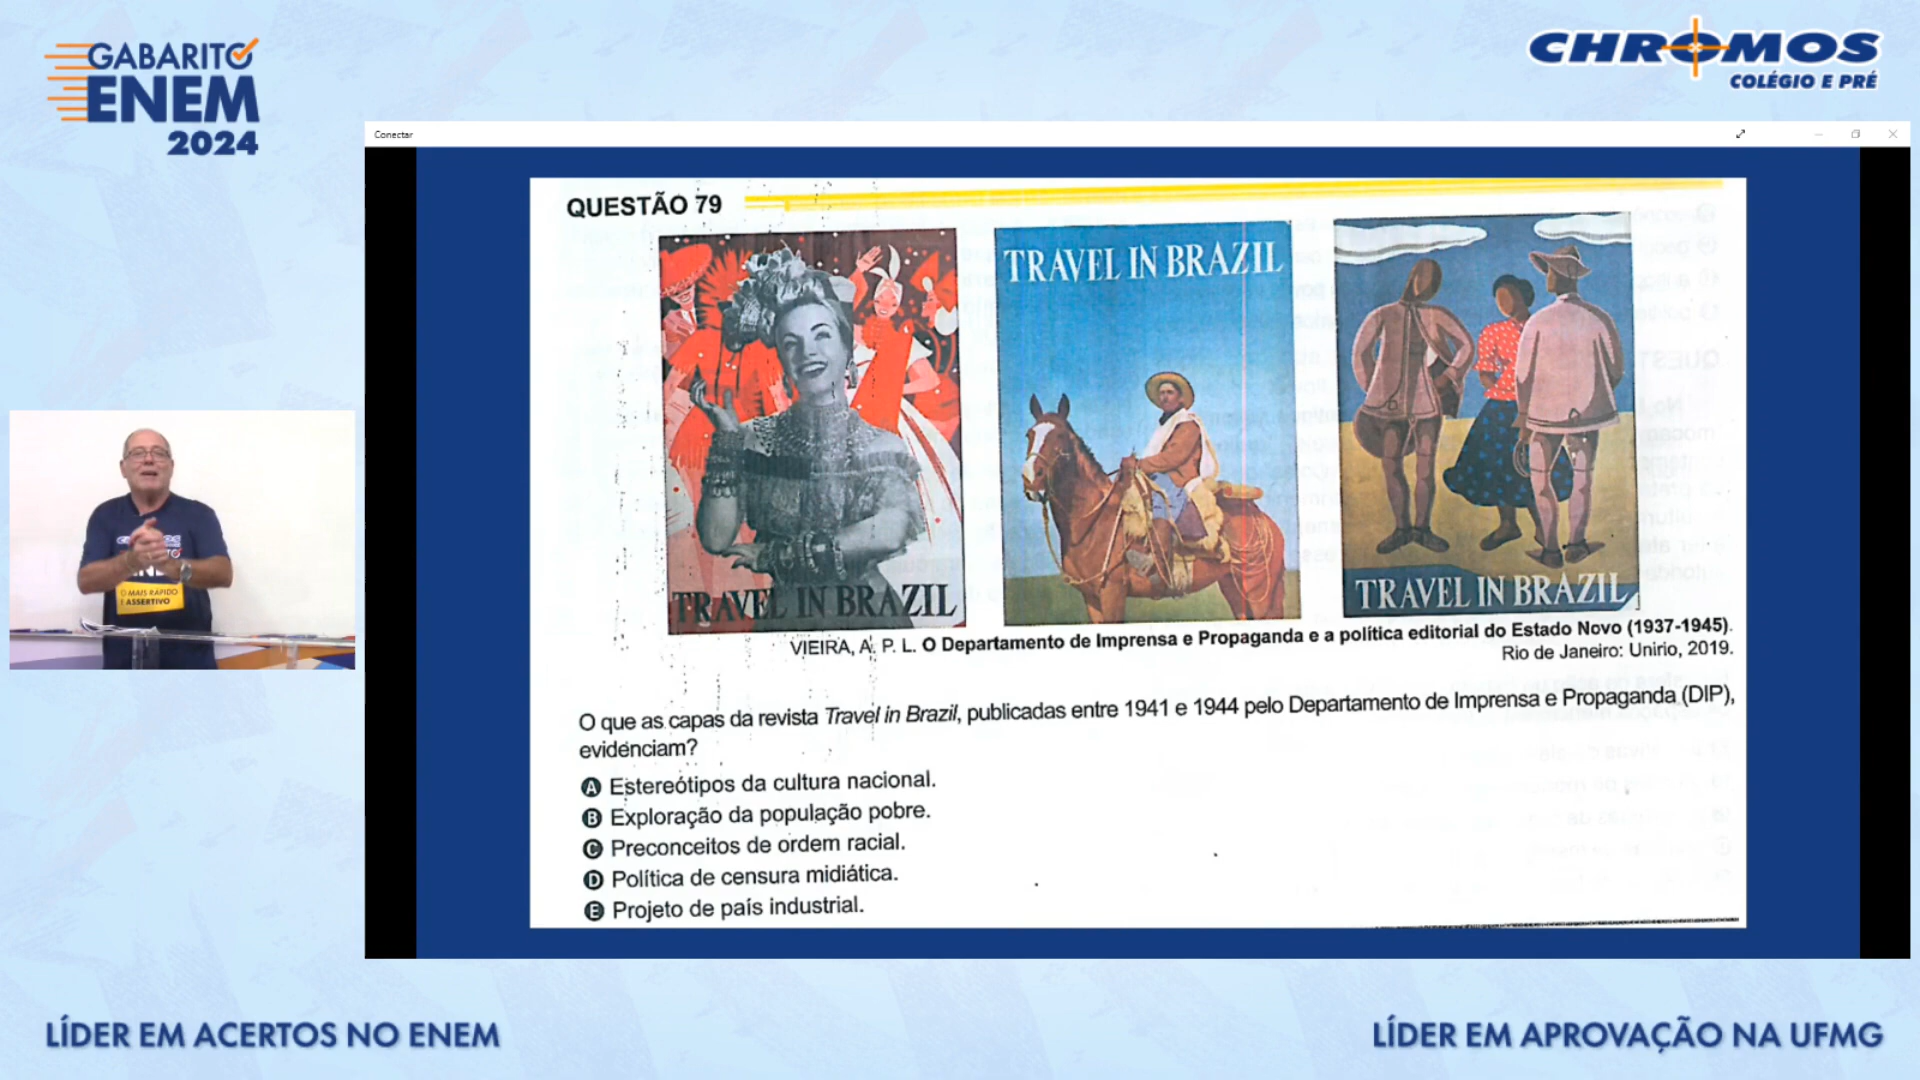 GABARITO
ENEM
2024
CHROMOS
COLÉGIO E PRÉ
Conectar
QUESTÃO 79
TRAVEL IN BRAZIL
TRAVEL IN BRAZIL
TRAVEL IN BRAZIL
VIEIRA, A. P. L. O Departamento de Imprensa e Propaganda e a política editorial do Estado Novo (1937-1945).
Rio de Janeiro: Unirio, 2019.
O que as capas da revista Travel in Brazil, publicadas entre 1941 e 1944 pelo Departamento de Imprensa e Propaganda (DIP),
evidenciam?
A Estereótipos da cultura nacional.
B Exploração da população pobre.
C Preconceitos de ordem racial.
D Política de censura midiática.
E Projeto de país industrial.
O MAIS RÁPIDO
E ASSERTIVO
LÍDER EM ACERTOS NO ENEM
LÍDER EM APROVAÇÃO NA UFMG